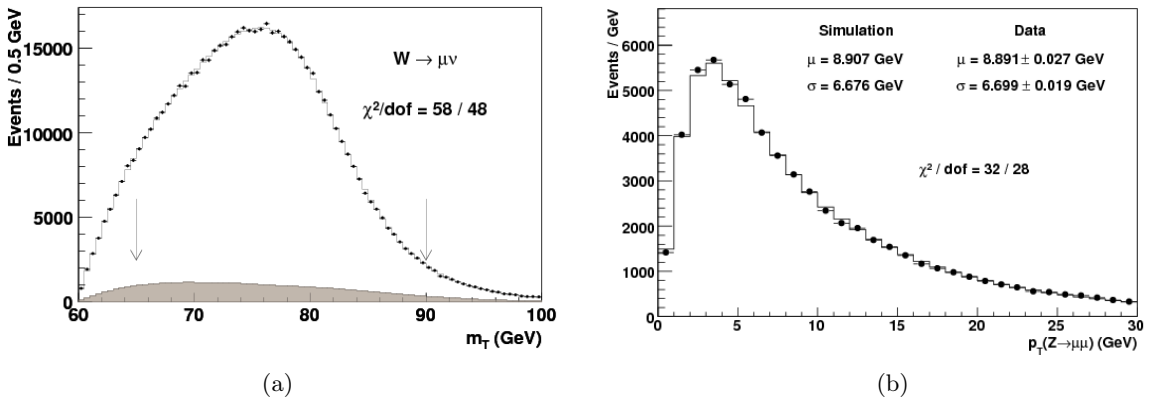 Events / 0.5 GeV
15000
10000
5000
0
W → μν
χ²/dof = 58 / 48
60 70 80 90 100
m_T (GeV)
(a)
Events / GeV
6000
5000
4000
3000
2000
1000
0
Simulation Data
μ = 8.907 GeV μ = 8.891 ± 0.027 GeV
σ = 6.676 GeV σ = 6.699 ± 0.019 GeV
χ² / dof = 32 / 28
0 5 10 15 20 25 30
p_T(Z→μμ) (GeV)
(b)